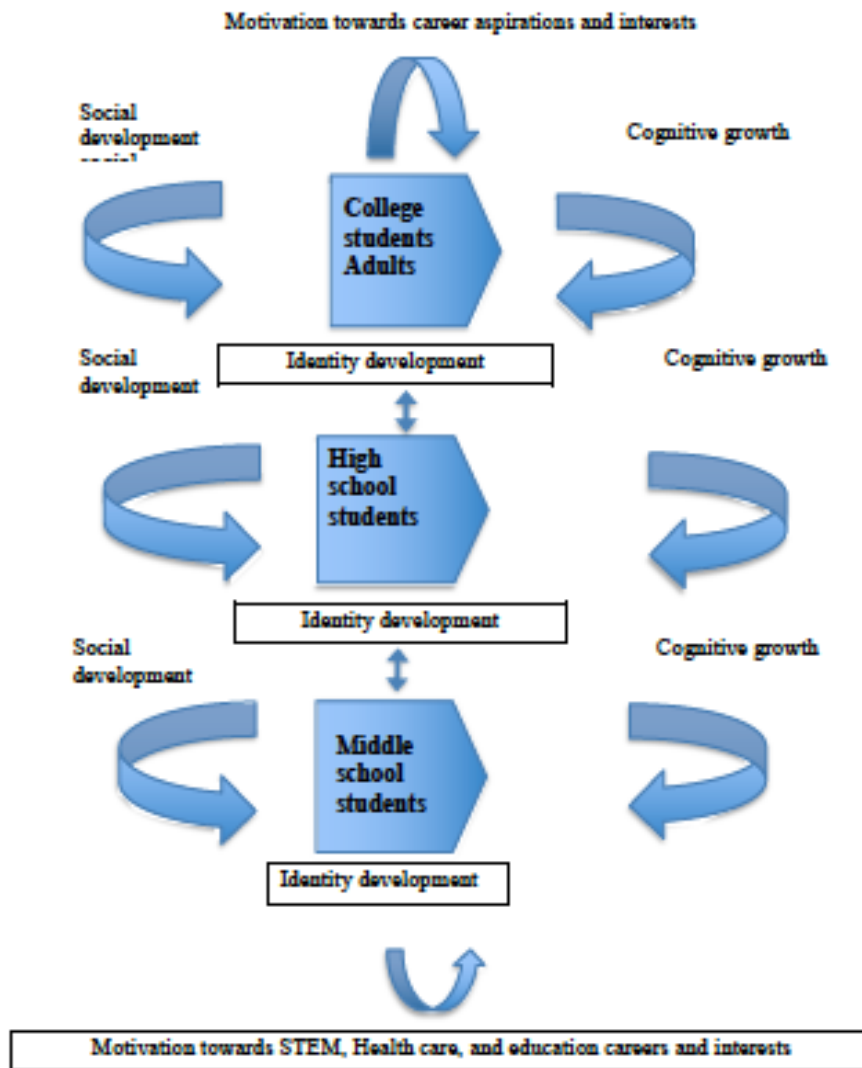 Motivation towards career aspirations and interests
Social
development
Cognitive growth
College
students
Adults
Identity development
Social
development
Cognitive growth
High
school
students
Identity development
Social
development
Cognitive growth
Middle
school
students
Identity development
Motivation towards STEM, Health care, and education careers and interests